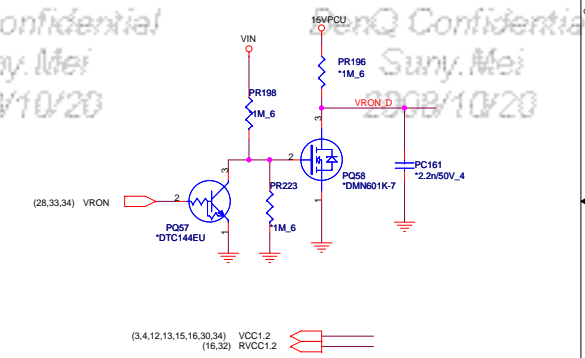 onfidential
BenQ Confidential
y. Mei
Suny. Mei
/10/20
2008/10/20
15VPCU
VIN
PR196
*1M_6
PR198
1M_6
VRON_D
3
3
2
PC161
*2.2n/50V_4
PQ58
*DMN601K-7
PR223
*1M_6
(28,33,34) VRON
2
1
1
PQ57
*DTC144EU
(3,4,12,13,15,16,30,34) VCC1.2
(16,32) RVCC1.2